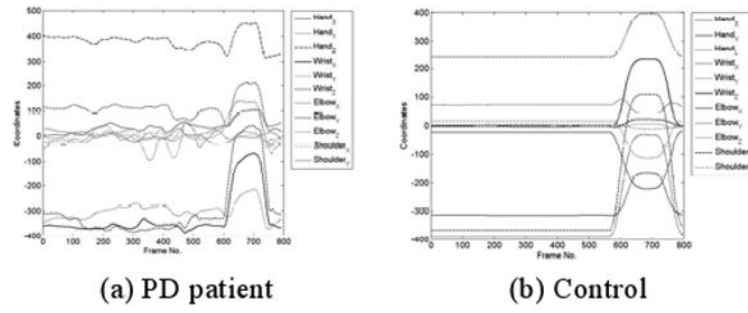 500
400
300
200
100
0
-100
-200
-300
-400
Coordinates
0 100 200 300 400 500 600 700 800
Frame No.
Hand X
Hand Y
Hand Z
Wrist X
Wrist Y
Wrist Z
Elbow X
Elbow Y
Elbow Z
Shoulder X
Shoulder Y
(a) PD patient
400
300
200
100
0
-100
-200
-300
-400
Coordinates
0 100 200 300 400 500 600 700 800
Frame No.
Hand X
Hand Y
Hand
Wrist X
Wrist Y
Wrist Z
Elbow X
Elbow Y
Elbow Z
Shoulder
Shoulder
(b) Control